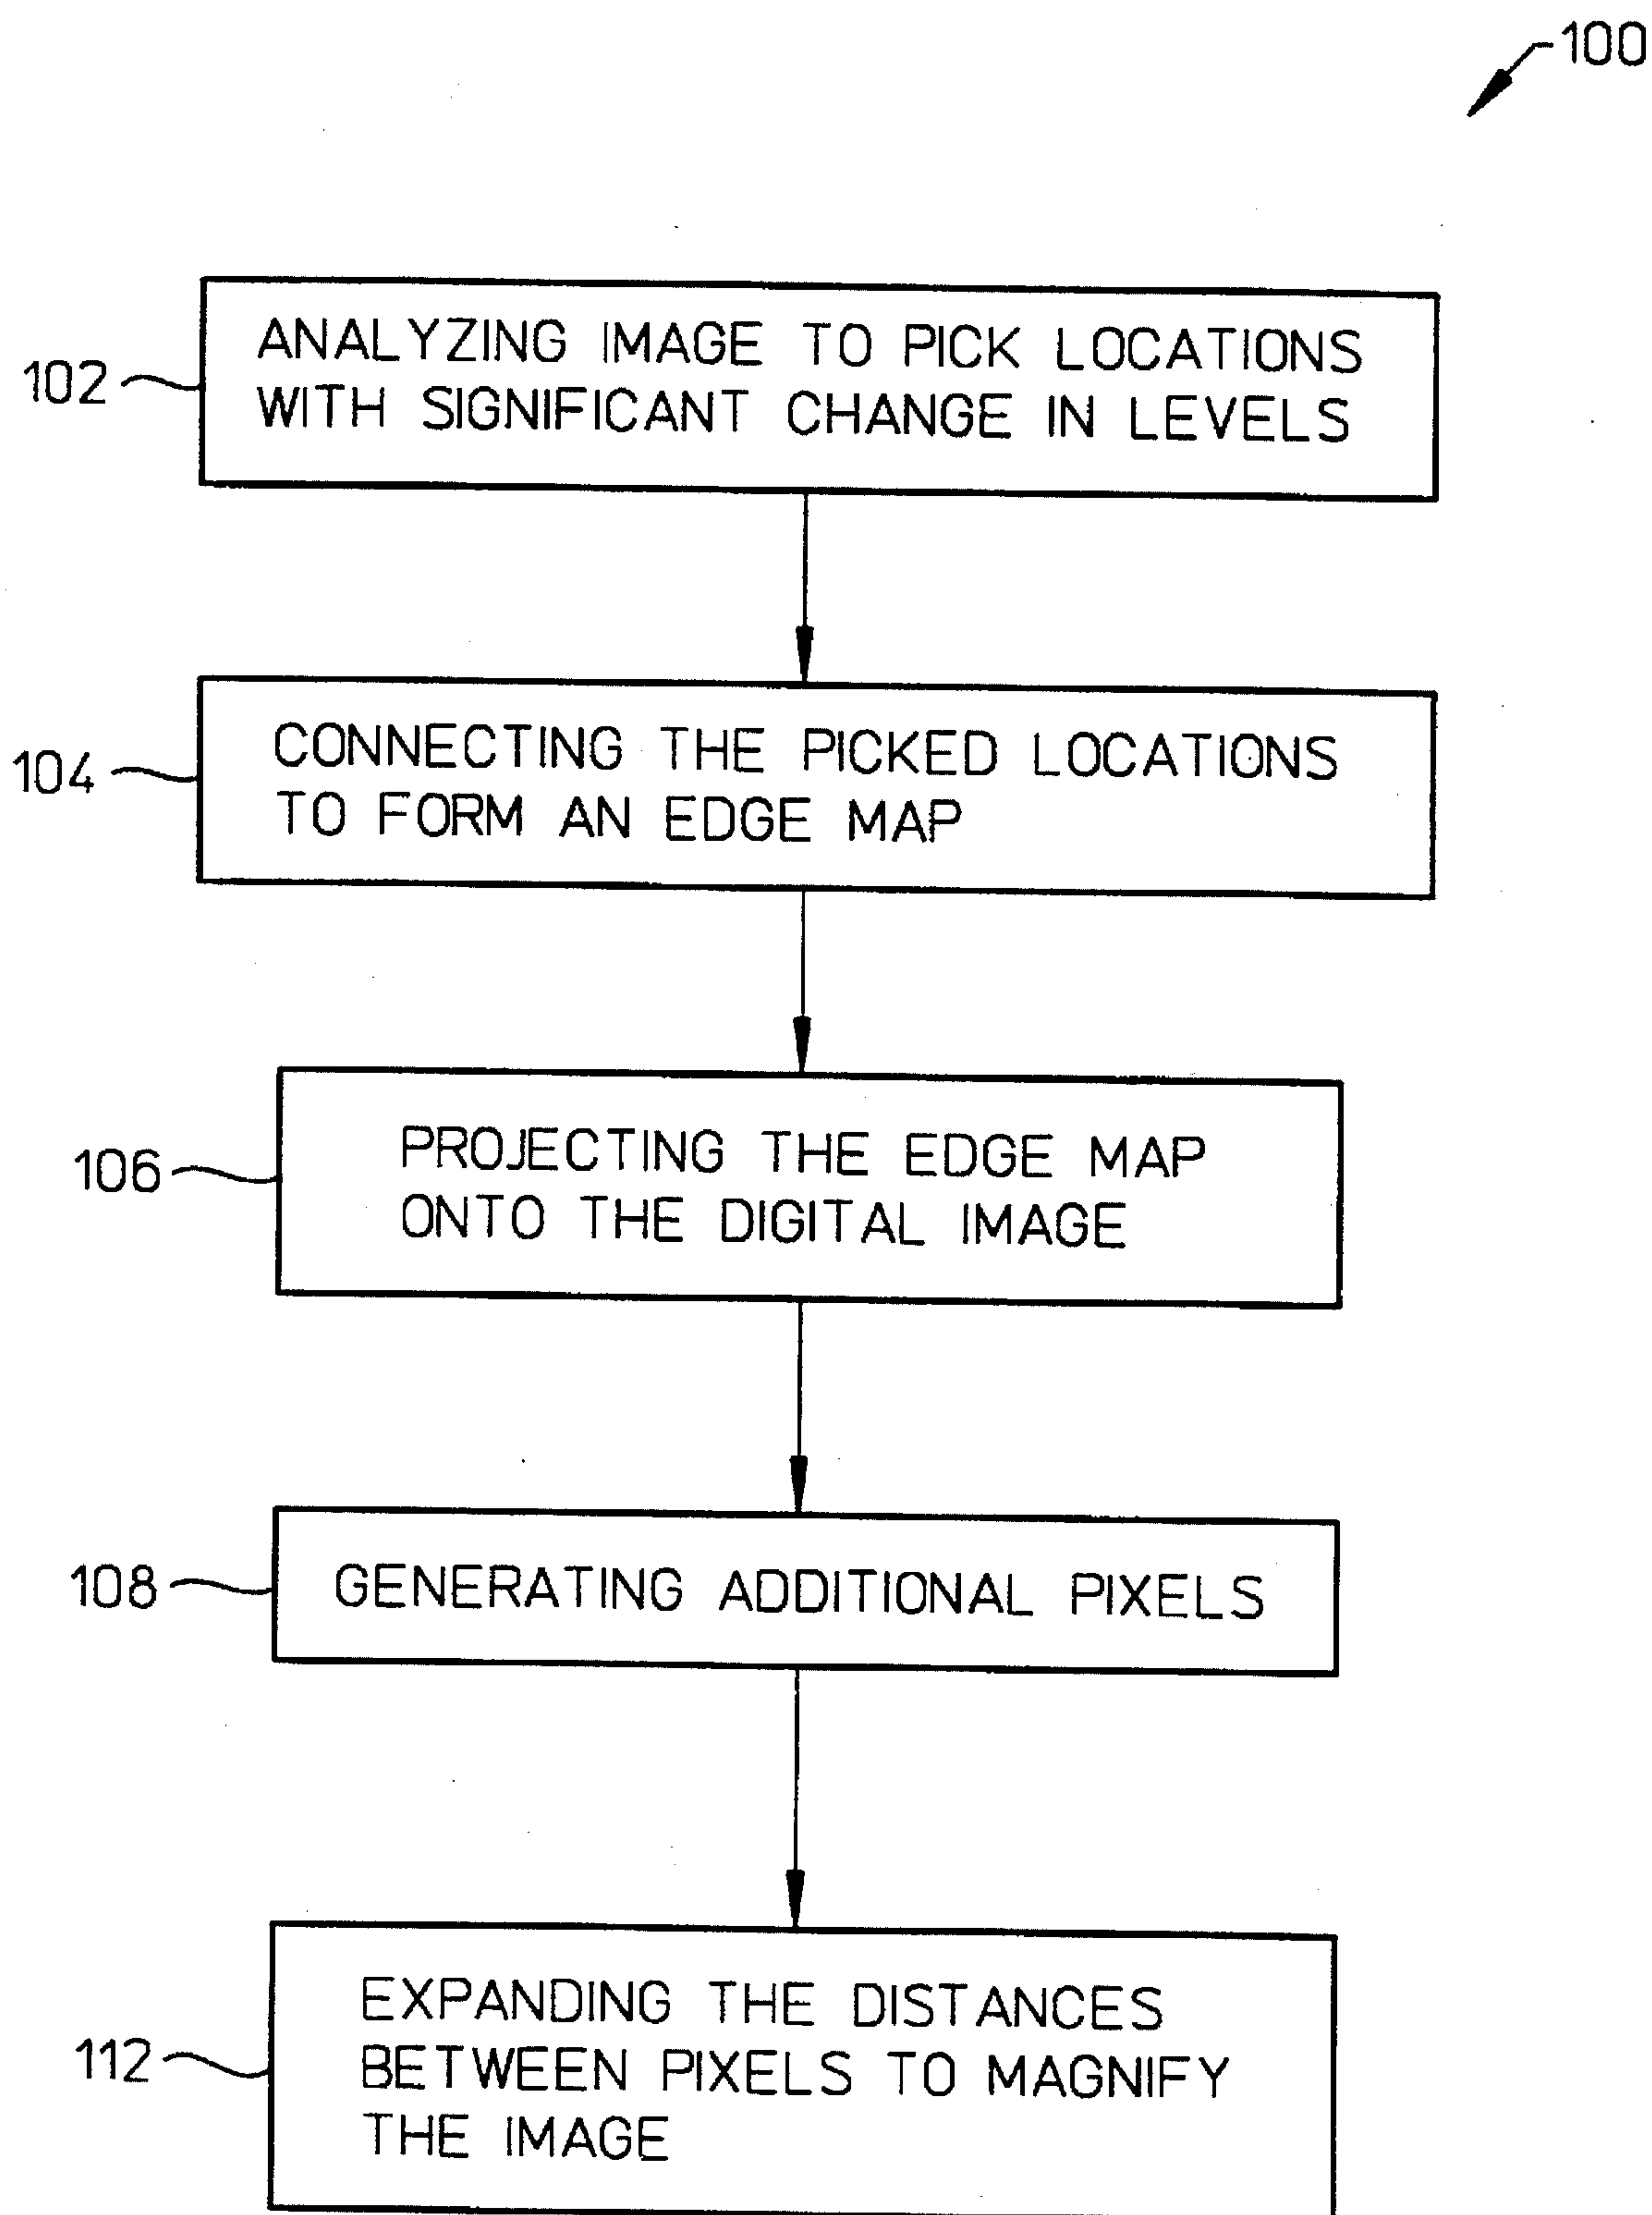 100
102
ANALYZING IMAGE TO PICK LOCATIONS
WITH SIGNIFICANT CHANGE IN LEVELS
104
CONNECTING THE PICKED LOCATIONS
TO FORM AN EDGE MAP
106
PROJECTING THE EDGE MAP
ONTO THE DIGITAL IMAGE
108
GENERATING ADDITIONAL PIXELS
112
EXPANDING THE DISTANCES
BETWEEN PIXELS TO MAGNIFY
THE IMAGE